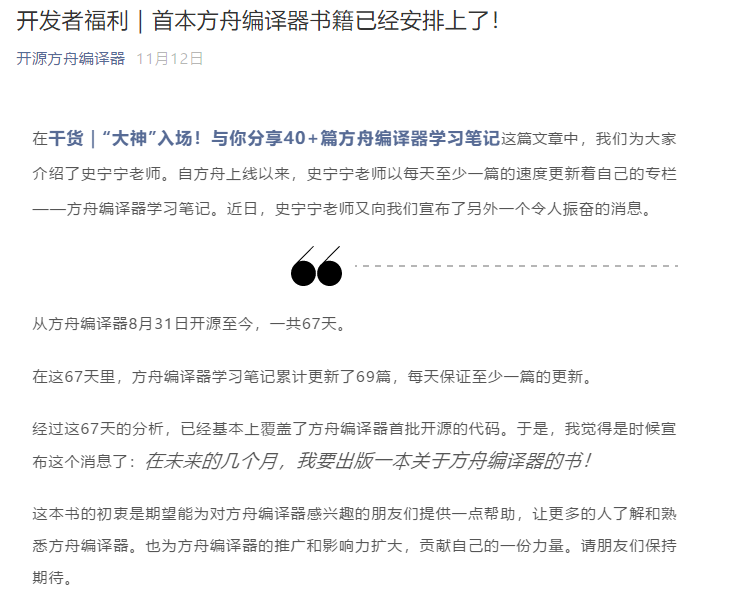 开发者福利｜首本方舟编译器书籍已经安排上了！
开源方舟编译器 11月12日
在干货｜“大神”入场！与你分享40+篇方舟编译器学习笔记这篇文章中，我们为大家
介绍了史宁宁老师。自方舟上线以来，史宁宁老师以每天至少一篇的速度更新着自己的专栏
——方舟编译器学习笔记。近日，史宁宁老师又向我们宣布了另外一个令人振奋的消息。
从方舟编译器8月31日开源至今，一共67天。
在这67天里，方舟编译器学习笔记累计更新了69篇，每天保证至少一篇的更新。
经过这67天的分析，已经基本上覆盖了方舟编译器首批开源的代码。于是，我觉得是时候宣
布这个消息了：在未来的几个月，我要出版一本关于方舟编译器的书！
这本书的初衷是期望能为对方舟编译器感兴趣的朋友们提供一点帮助，让更多的人了解和熟
悉方舟编译器。也为方舟编译器的推广和影响力扩大，贡献自己的一份力量。请朋友们保持
期待。